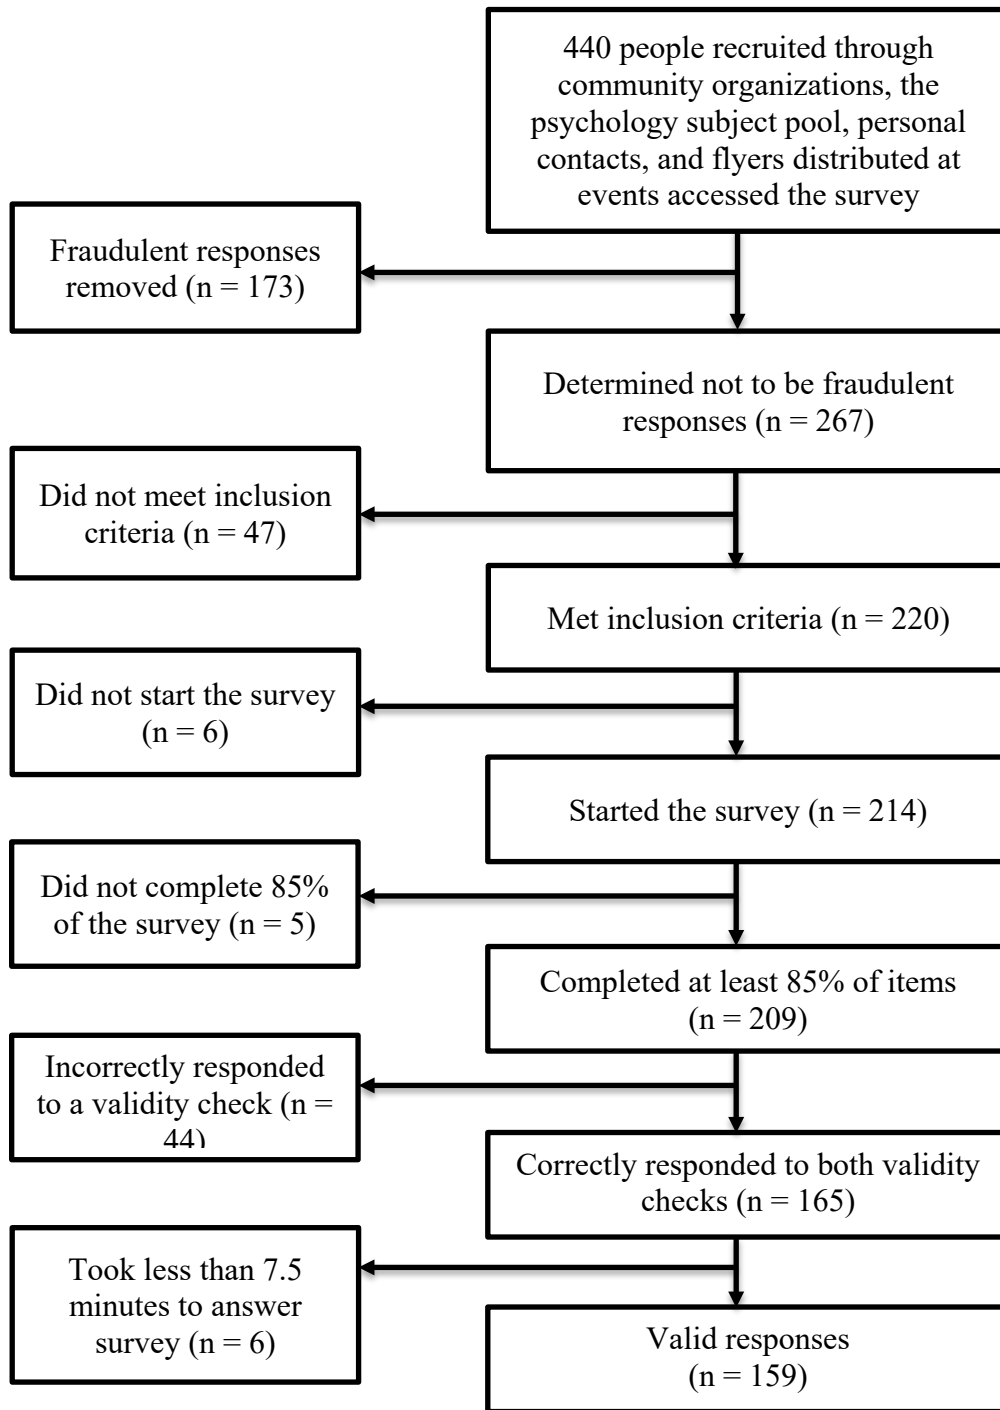 440 people recruited through
community organizations, the
psychology subject pool, personal
contacts, and flyers distributed at
events accessed the survey
Fraudulent responses
removed (n = 173)
Determined not to be fraudulent
responses (n = 267)
Did not meet inclusion
criteria (n = 47)
Met inclusion criteria (n = 220)
Did not start the survey
(n = 6)
Started the survey (n = 214)
Did not complete 85%
of the survey (n = 5)
Completed at least 85% of items
(n = 209)
Incorrectly responded
to a validity check (n =
44)
Correctly responded to both validity
checks (n = 165)
Took less than 7.5
minutes to answer
survey (n = 6)
Valid responses
(n = 159)